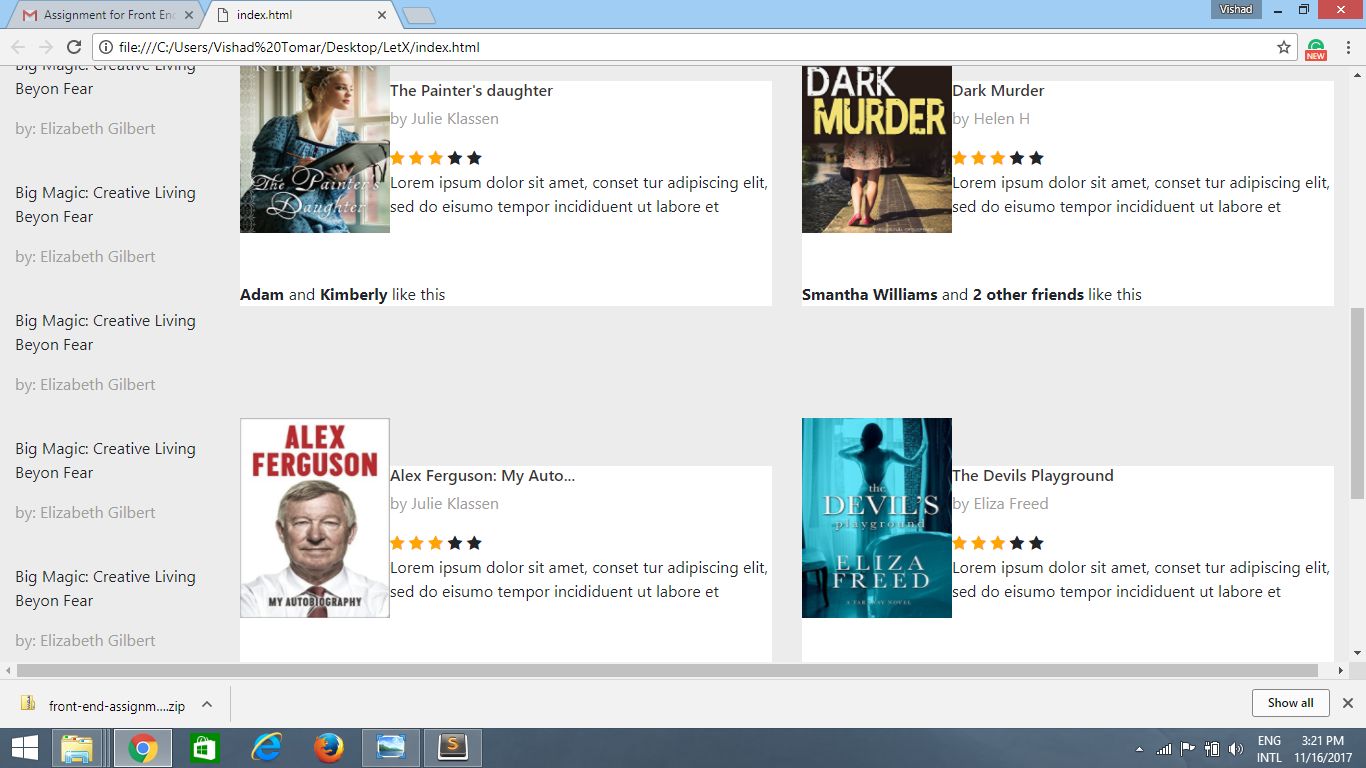 Assignment for Front En
index.html
Vishad
file:///C:/Users/Vishad%20Tomar/Desktop/LetX/index.html
NEW
Big Magic: Creative Living
Beyon Fear
by: Elizabeth Gilbert
Big Magic: Creative Living
Beyon Fear
by: Elizabeth Gilbert
Big Magic: Creative Living
Beyon Fear
by: Elizabeth Gilbert
Big Magic: Creative Living
Beyon Fear
by: Elizabeth Gilbert
Big Magic: Creative Living
Beyon Fear
by: Elizabeth Gilbert
KLASSEN
The Painter's
Daughter
The Painter's daughter
by Julie Klassen
Lorem ipsum dolor sit amet, conset tur adipiscing elit,
sed do eisumo tempor incididuent ut labore et
Adam and Kimberly like this
DARK
MURDER
Dark Murder
by Helen H
Lorem ipsum dolor sit amet, conset tur adipiscing elit,
sed do eisumo tempor incididuent ut labore et
Smantha Williams and 2 other friends like this
ALEX
FERGUSON
MY AUTOBIOGRAPHY
Alex Ferguson: My Auto...
by Julie Klassen
Lorem ipsum dolor sit amet, conset tur adipiscing elit,
sed do eisumo tempor incididuent ut labore et
the
DEVIL'S
playground
ELIZA
FREED
A FAR AWAY NOVEL
The Devils Playground
by Eliza Freed
Lorem ipsum dolor sit amet, conset tur adipiscing elit,
sed do eisumo tempor incididuent ut labore et
front-end-assignm....zip
Show all
ENG
INTL
3:21 PM
11/16/2017